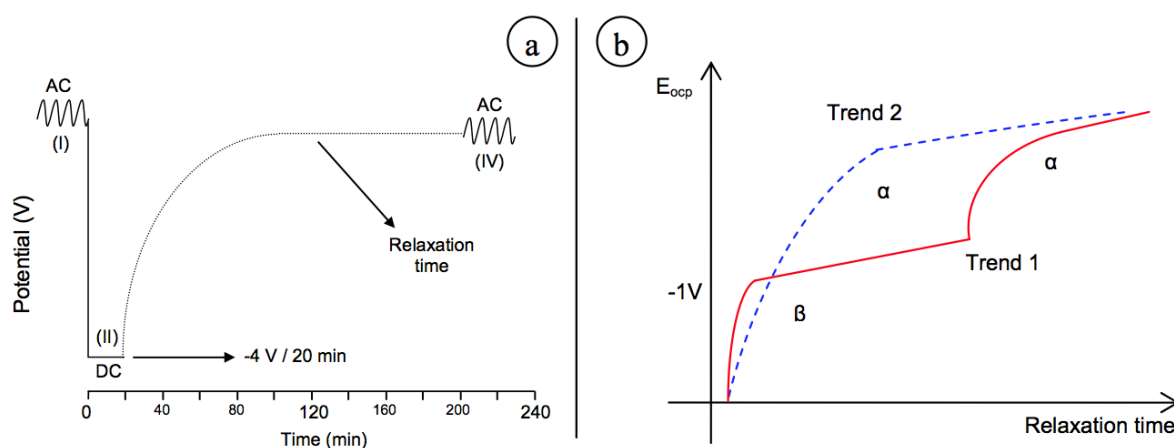 a
AC
(I)
AC
(IV)
Relaxation
time
Potential (V)
(II)
DC
-4 V / 20 min
0
40
80
120
160
200
240
Time (min)
b
Eocp
Trend 2
α
α
Trend 1
-1V
ß
Relaxation time